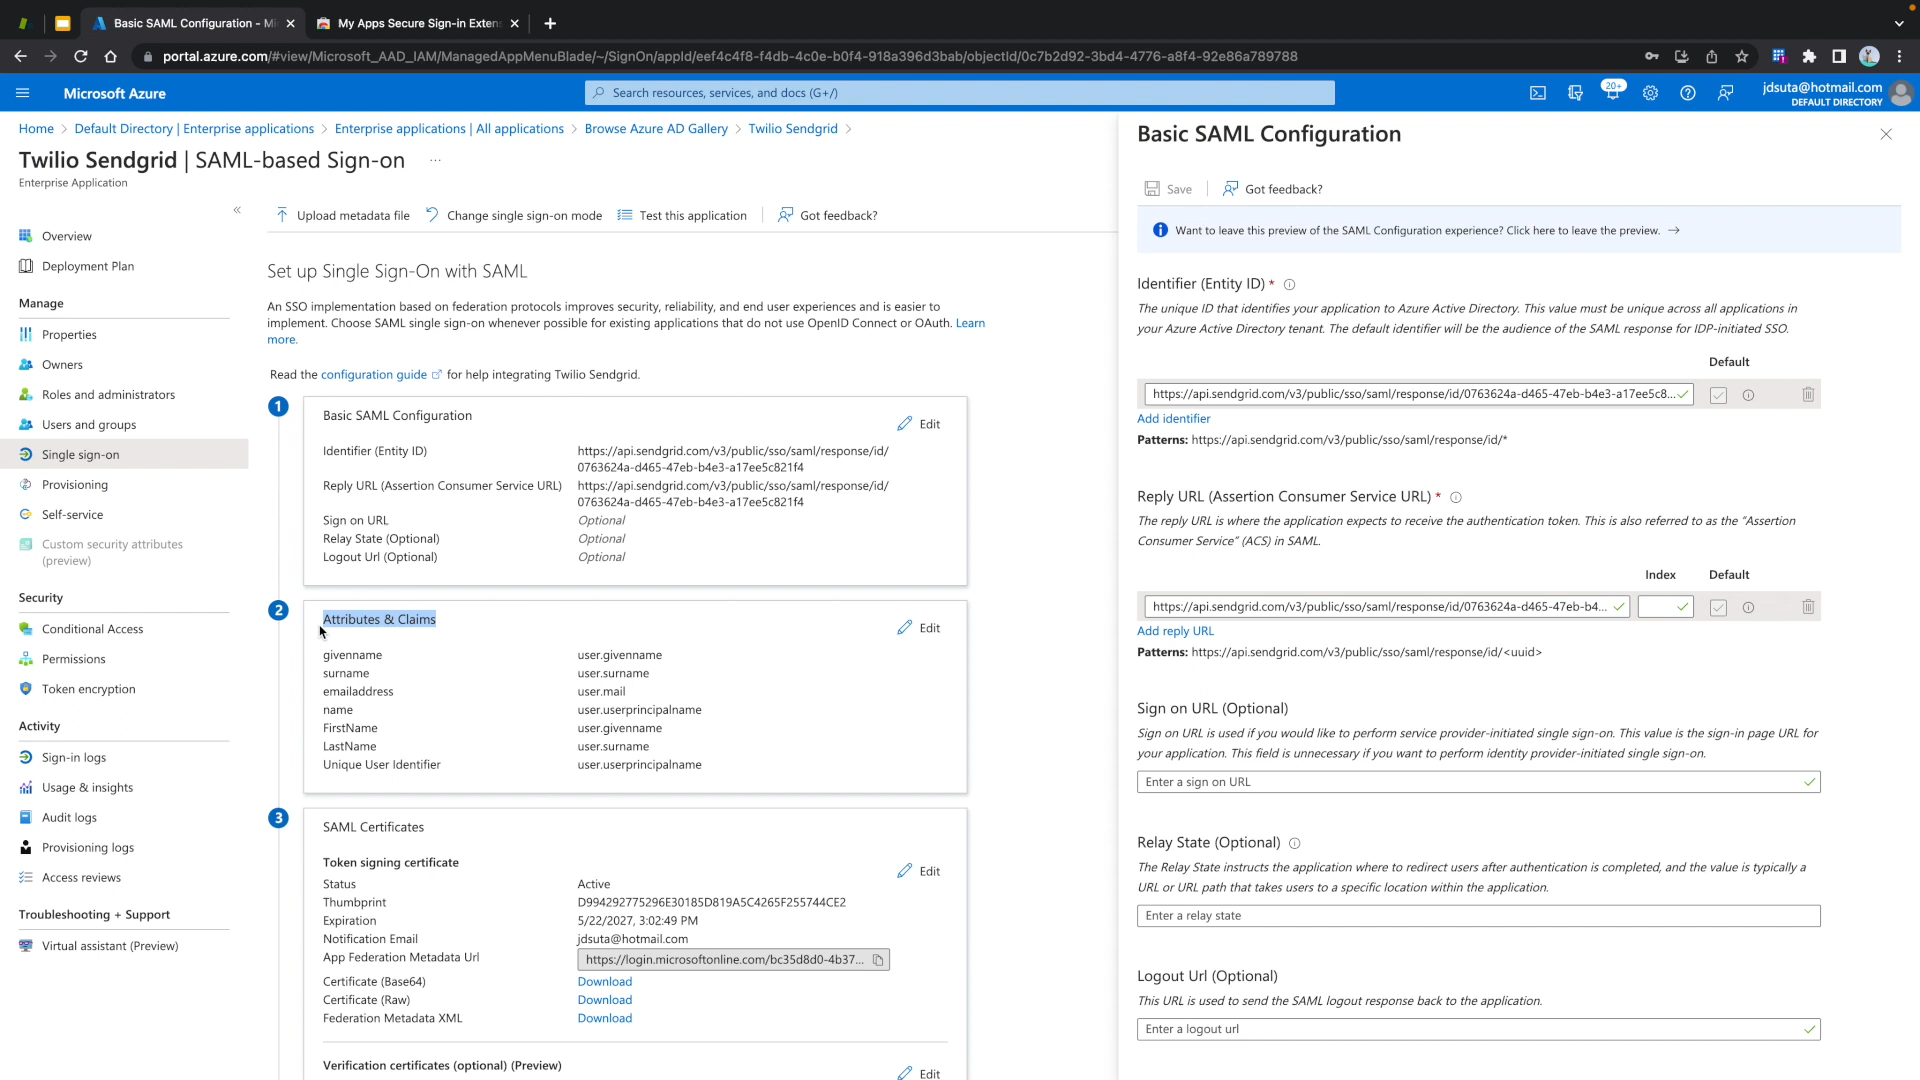 Basic SAML Configuration - Mi
My Apps Secure Sign-in Exten
portal.azure.com/#view/Microsoft_AAD_IAM/ManagedAppMenuBlade/~/SignOn/appId/eef4c4f8-f4db-4c0e-b0f4-918a396d3bab/objectId/0c7b2d92-3bd4-4776-a8f4-92e86a789788
Microsoft Azure
Search resources, services, and docs (G+/)
20+
jdsuta@hotmail.com
DEFAULT DIRECTORY
Home > Default Directory | Enterprise applications > Enterprise applications | All applications > Browse Azure AD Gallery > Twilio Sendgrid >
Twilio Sendgrid | SAML-based Sign-on ...
Enterprise Application
«
Overview
Deployment Plan
Manage
Properties
Owners
Roles and administrators
Users and groups
Single sign-on
Provisioning
Self-service
Custom security attributes
(preview)
Security
Conditional Access
Permissions
Token encryption
Activity
Sign-in logs
Usage & insights
Audit logs
Provisioning logs
Access reviews
Troubleshooting + Support
Virtual assistant (Preview)
Upload metadata file
Change single sign-on mode
Test this application
Got feedback?
Set up Single Sign-On with SAML
An SSO implementation based on federation protocols improves security, reliability, and end user experiences and is easier to
implement. Choose SAML single sign-on whenever possible for existing applications that do not use OpenID Connect or OAuth. Learn
more.
Read the configuration guide for help integrating Twilio Sendgrid.
1
Basic SAML Configuration
Edit
Identifier (Entity ID)
https://api.sendgrid.com/v3/public/sso/saml/response/id/
0763624a-d465-47eb-b4e3-a17ee5c821f4
Reply URL (Assertion Consumer Service URL)
https://api.sendgrid.com/v3/public/sso/saml/response/id/
0763624a-d465-47eb-b4e3-a17ee5c821f4
Sign on URL Optional
Relay State (Optional) Optional
Logout Url (Optional) Optional
2
Attributes & Claims
Edit
givenname user.givenname
surname user.surname
emailaddress user.mail
name user.userprincipalname
FirstName user.givenname
LastName user.surname
Unique User Identifier user.userprincipalname
3
SAML Certificates
Token signing certificate
Edit
Status Active
Thumbprint D994292775296E30185D819A5C4265F255744CE2
Expiration 5/22/2027, 3:02:49 PM
Notification Email jdsuta@hotmail.com
App Federation Metadata Url https://login.microsoftonline.com/bc35d8d0-4b37...
Certificate (Base64) Download
Certificate (Raw) Download
Federation Metadata XML Download
Verification certificates (optional) (Preview)
Edit
Basic SAML Configuration
Save
Got feedback?
Want to leave this preview of the SAML Configuration experience? Click here to leave the preview. →
Identifier (Entity ID) *
The unique ID that identifies your application to Azure Active Directory. This value must be unique across all applications in
your Azure Active Directory tenant. The default identifier will be the audience of the SAML response for IDP-initiated SSO.
Default
https://api.sendgrid.com/v3/public/sso/saml/response/id/0763624a-d465-47eb-b4e3-a17ee5c8...
Add identifier
Patterns: https://api.sendgrid.com/v3/public/sso/saml/response/id/*
Reply URL (Assertion Consumer Service URL) *
The reply URL is where the application expects to receive the authentication token. This is also referred to as the “Assertion
Consumer Service” (ACS) in SAML.
Index Default
https://api.sendgrid.com/v3/public/sso/saml/response/id/0763624a-d465-47eb-b4...
Add reply URL
Patterns: https://api.sendgrid.com/v3/public/sso/saml/response/id/<uuid>
Sign on URL (Optional)
Sign on URL is used if you would like to perform service provider-initiated single sign-on. This value is the sign-in page URL for
your application. This field is unnecessary if you want to perform identity provider-initiated single sign-on.
Enter a sign on URL
Relay State (Optional)
The Relay State instructs the application where to redirect users after authentication is completed, and the value is typically a
URL or URL path that takes users to a specific location within the application.
Enter a relay state
Logout Url (Optional)
This URL is used to send the SAML logout response back to the application.
Enter a logout url